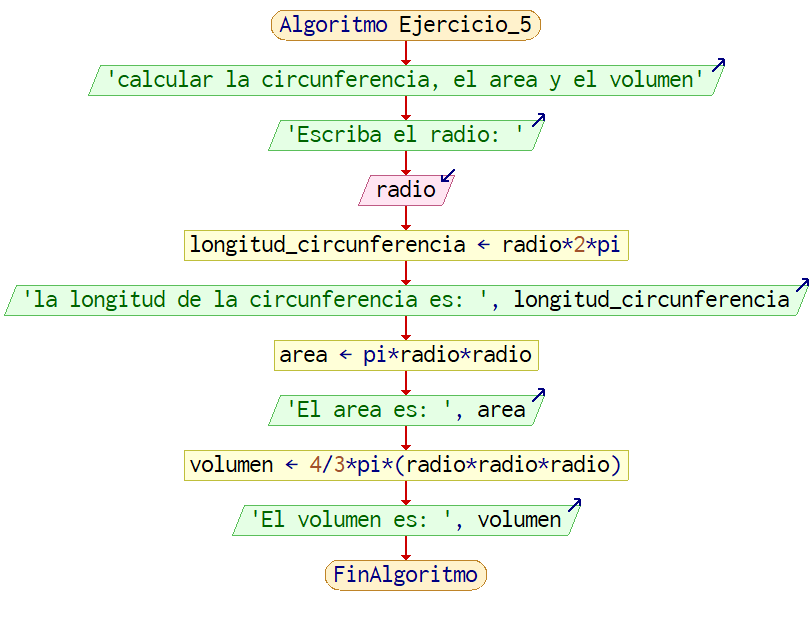 Algoritmo Ejercicio_5
'calcular la circunferencia, el area y el volumen'
'Escriba el radio: '
radio
longitud_circunferencia ← radio*2*pi
'la longitud de la circunferencia es: ', longitud_circunferencia
area ← pi*radio*radio
'El area es: ', area
volumen ← 4/3*pi*(radio*radio*radio)
'El volumen es: ', volumen
FinAlgoritmo